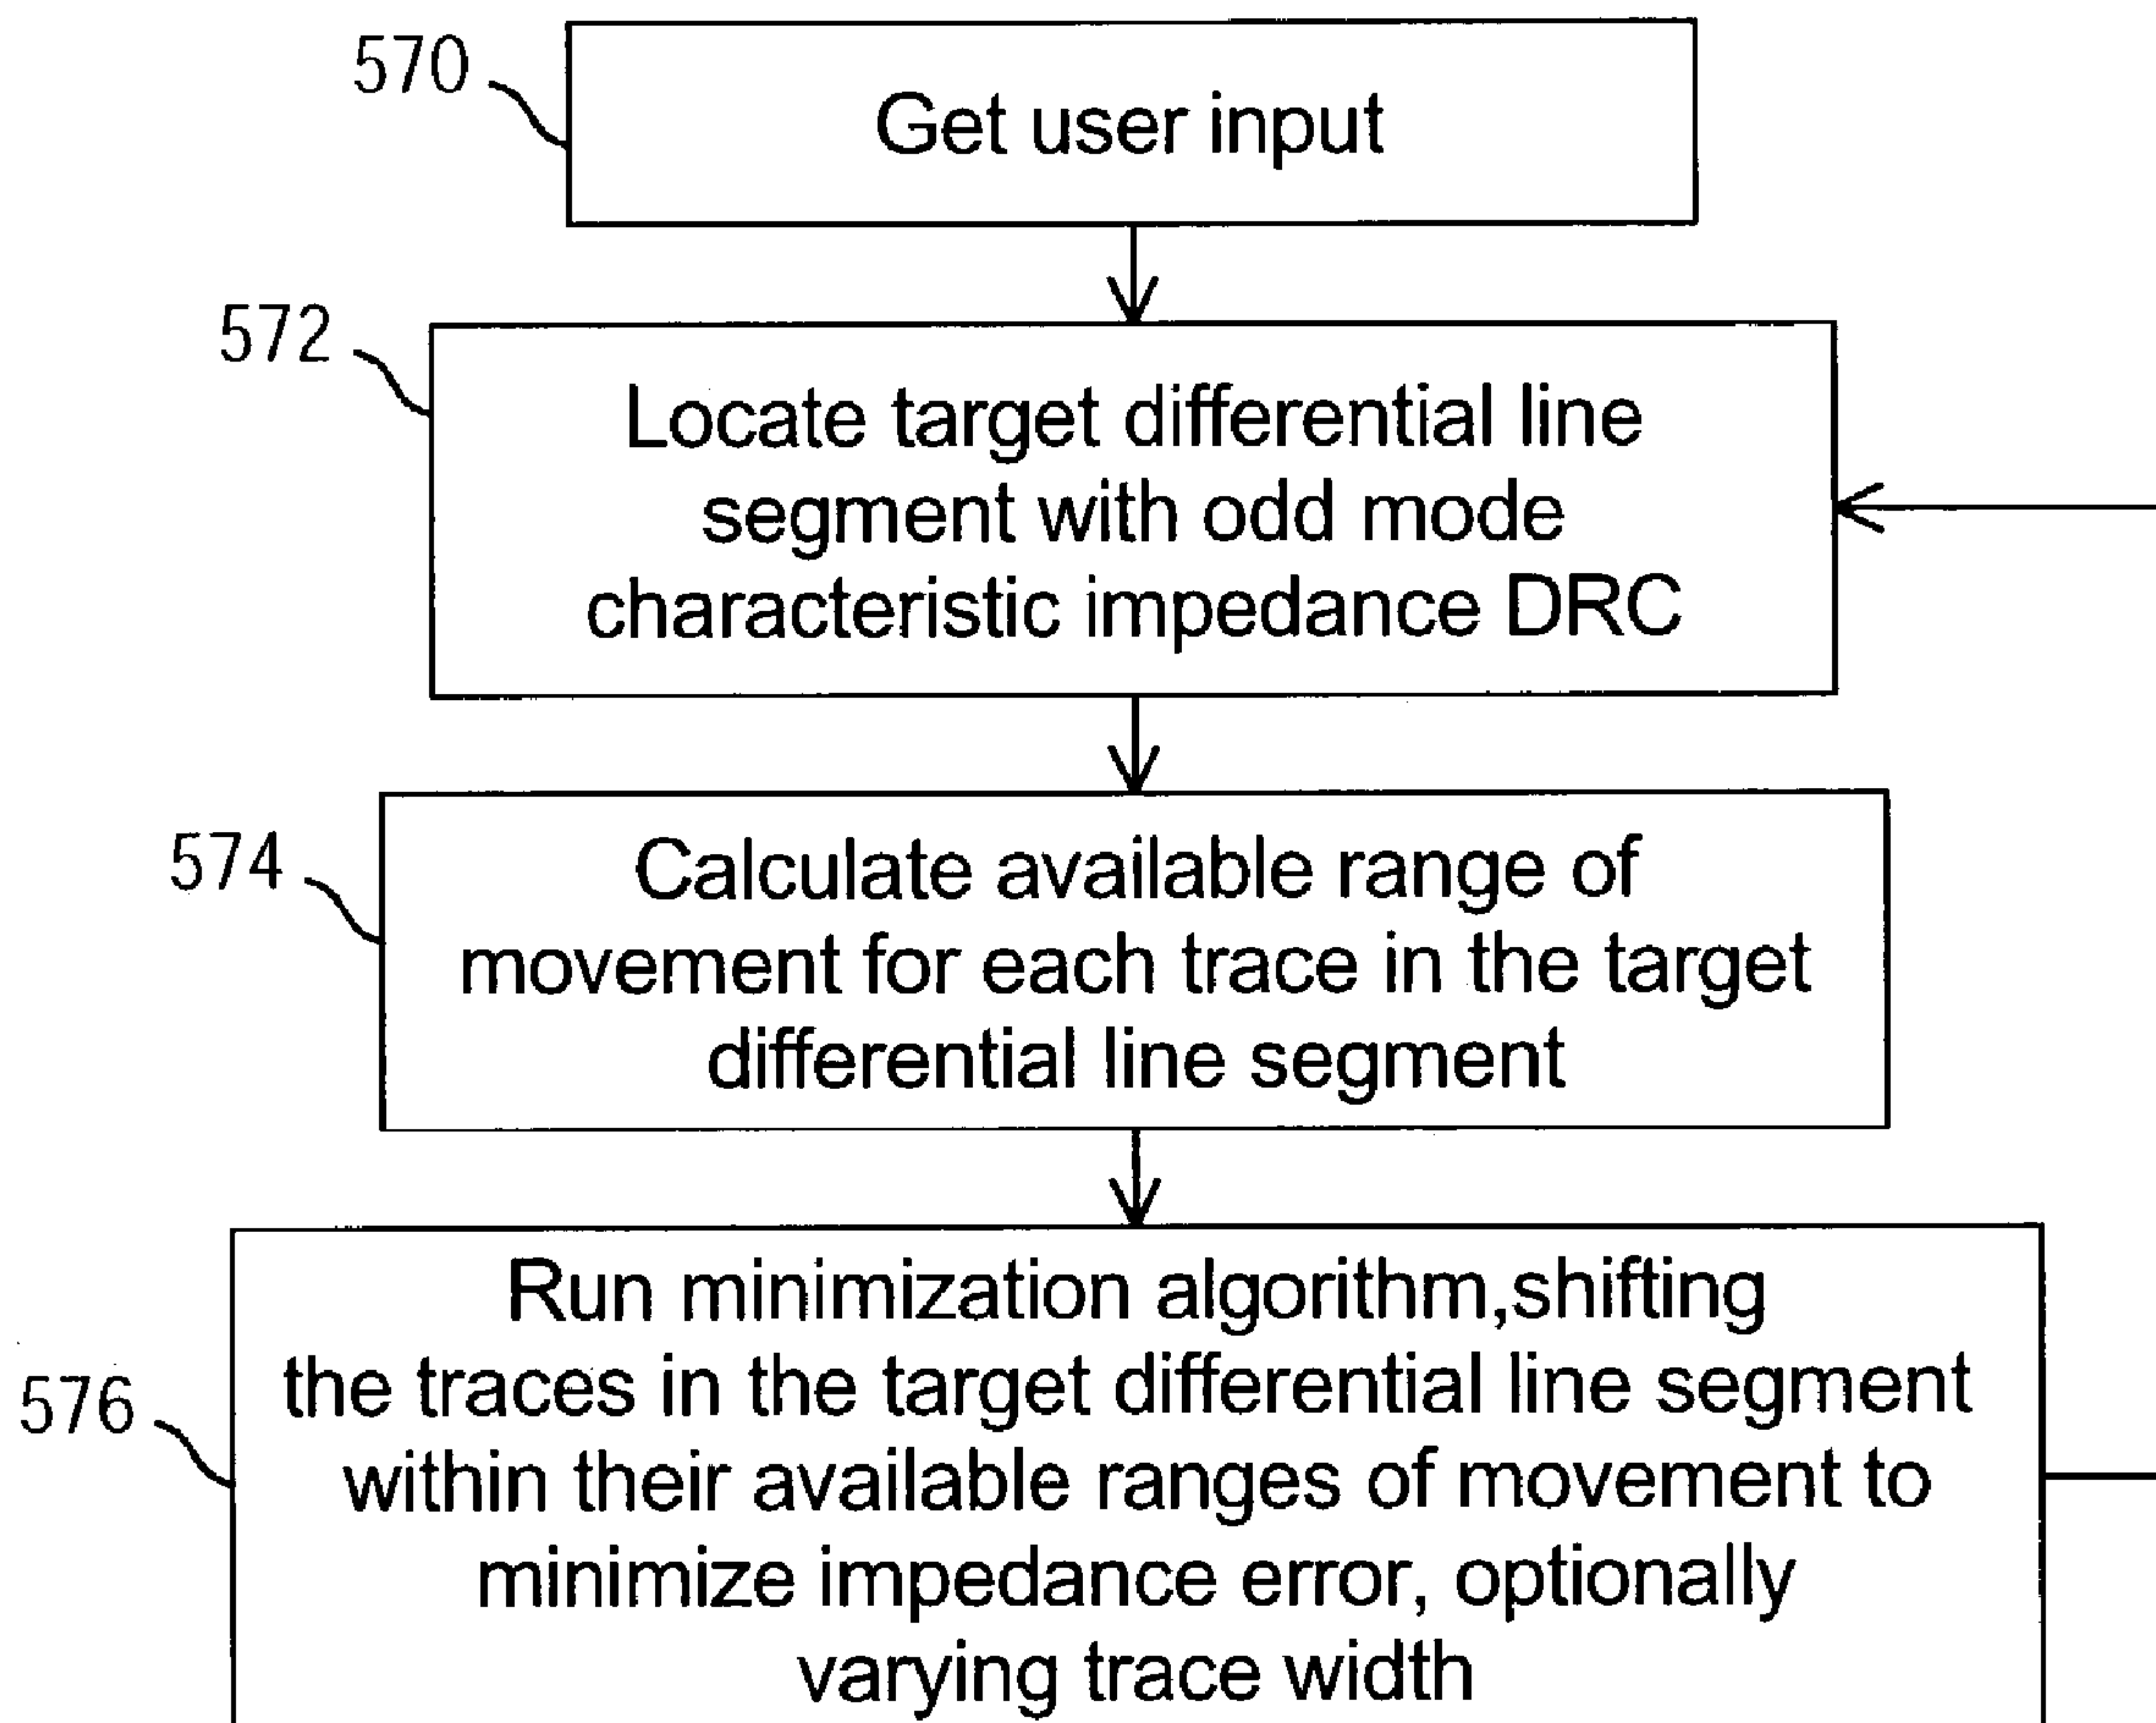 570
Get user input
572
Locate target differential line
segment with odd mode
characteristic impedance DRC
574
Calculate available range of
movement for each trace in the target
differential line segment
576
Run minimization algorithm,shifting
the traces in the target differential line segment
within their available ranges of movement to
minimize impedance error, optionally
varying trace width